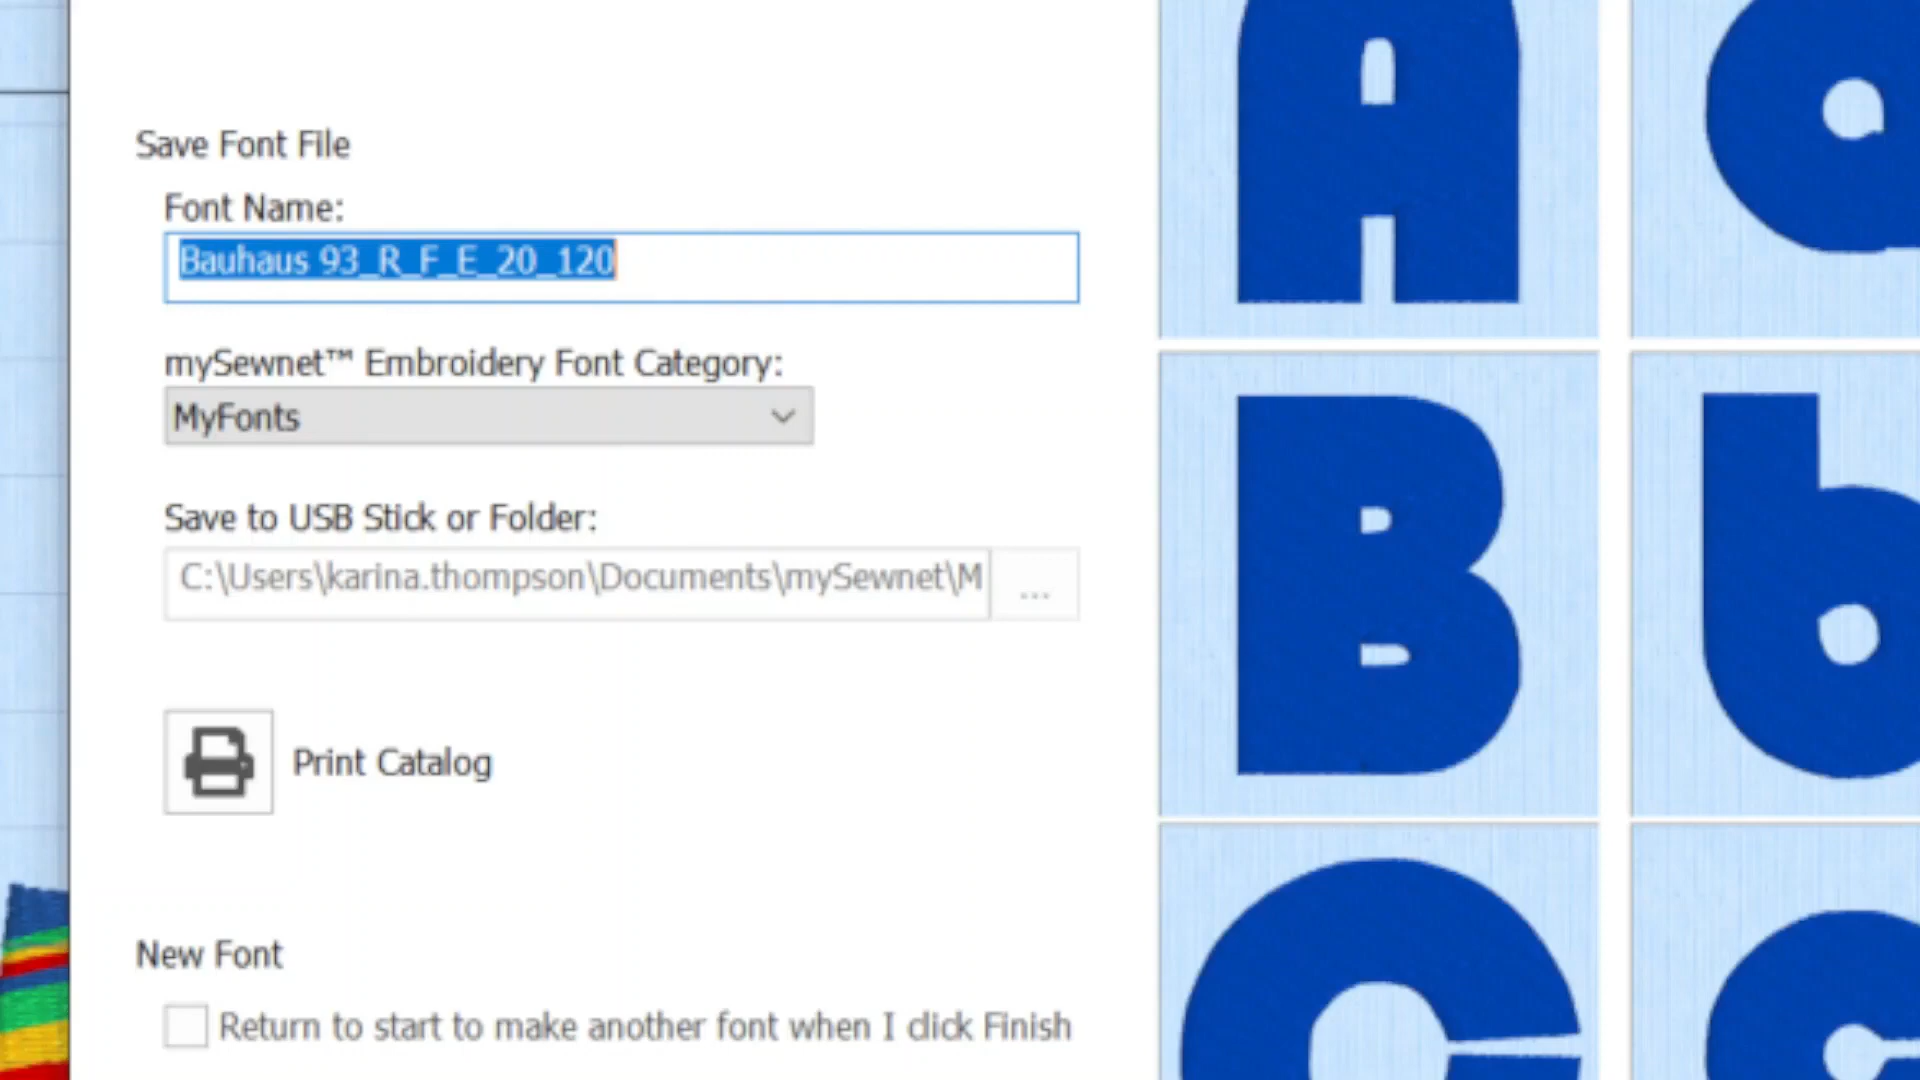 Save Font File
Font Name:
Bauhaus 93_R_F_E_20_120
mySewnet™ Embroidery Font Category:
MyFonts
Save to USB Stick or Folder:
C:\Users\karina.thompson\Documents\mySewnet\M
...
Print Catalog
New Font
Return to start to make another font when I click Finish
A a
B b
C c